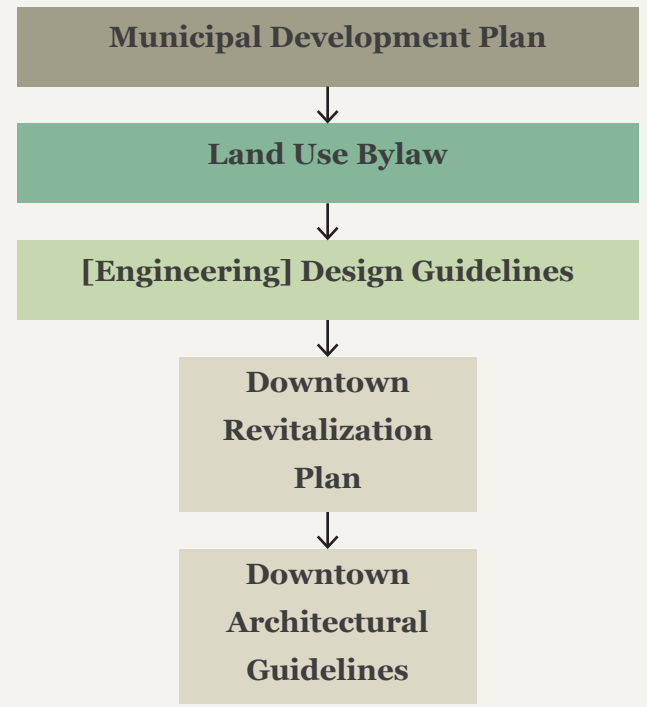 Municipal Development Plan
Land Use Bylaw
[Engineering] Design Guidelines
Downtown
Revitalization
Plan
Downtown
Architectural
Guidelines